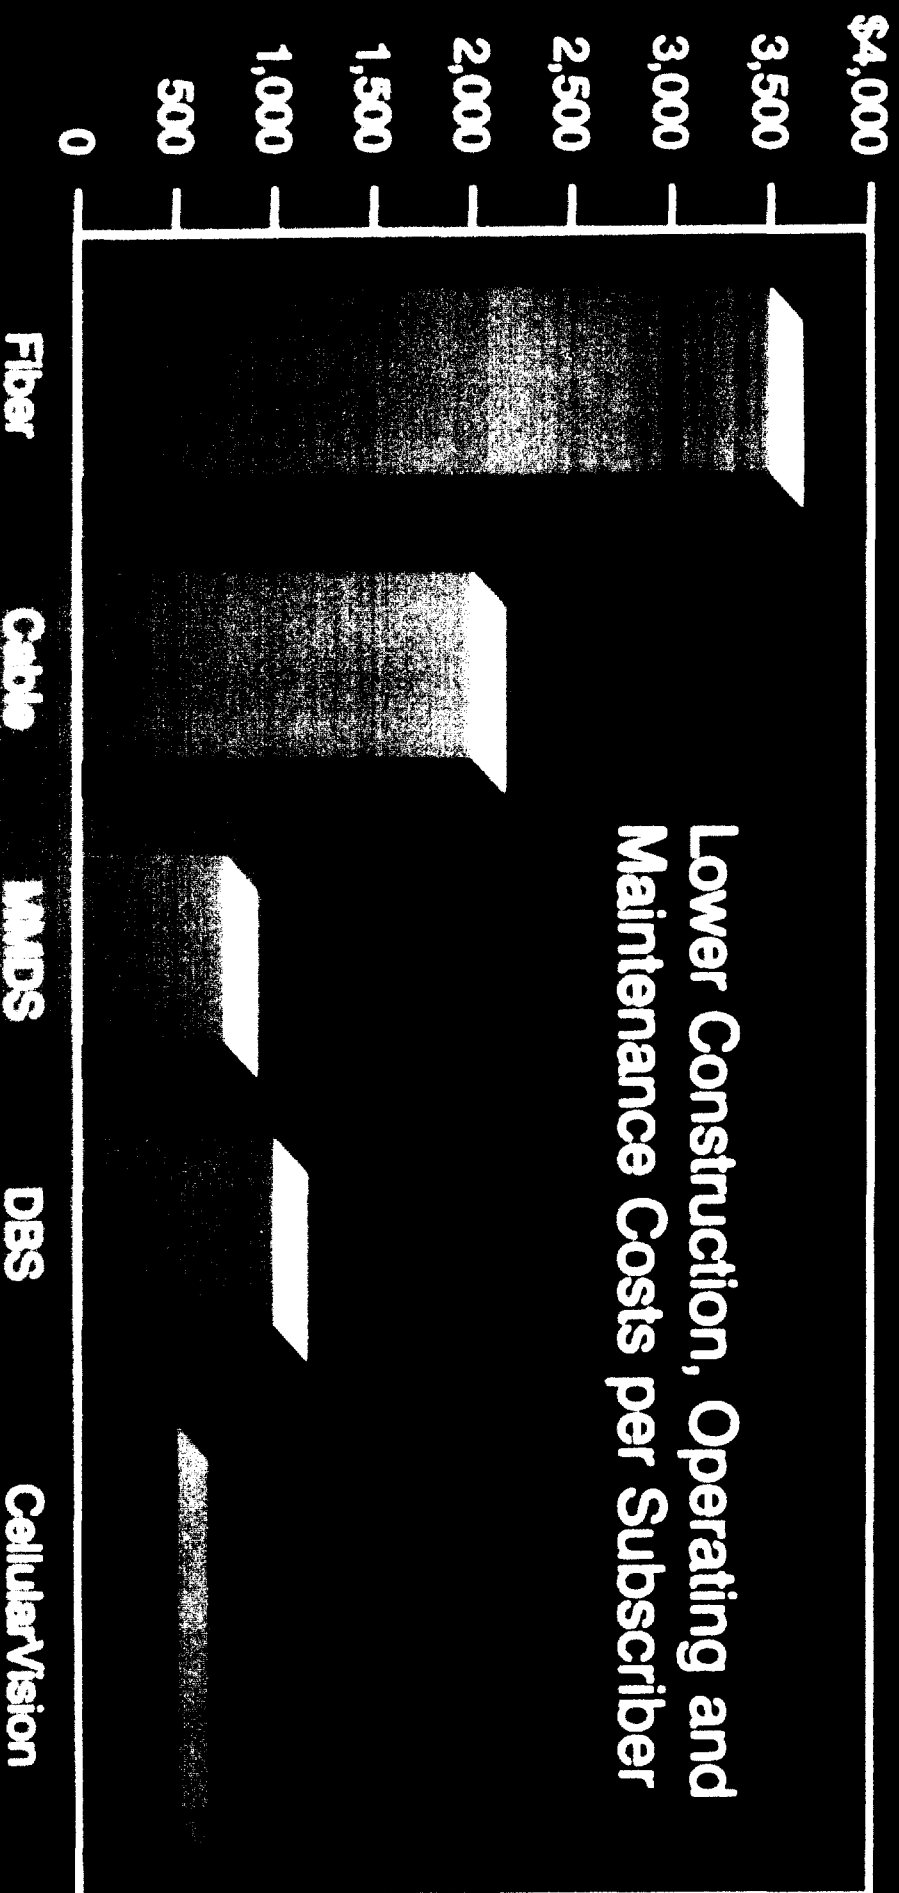 Lower Construction, Operating and
Maintenance Costs per Subscriber
$4,000
3,500
3,000
2,500
2,000
1,500
1,000
500
0
Fiber
Cable
MMDS
DBS
CellularVision